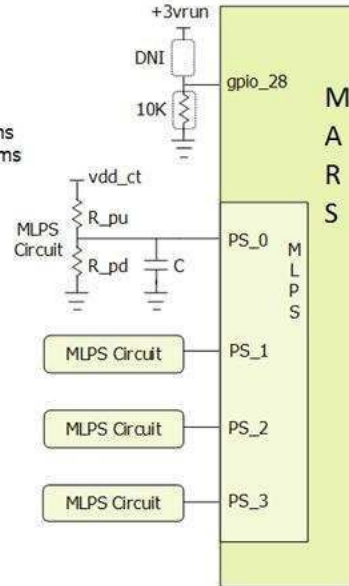 +3vrun
DNI
gpio_28
10K
M
A
R
S
ms
vdd_ct
R_pu
MLPS
Circuit
R_pd
C
PS_0
M
L
P
S
MLPS Circuit
PS_1
MLPS Circuit
PS_2
MLPS Circuit
PS_3